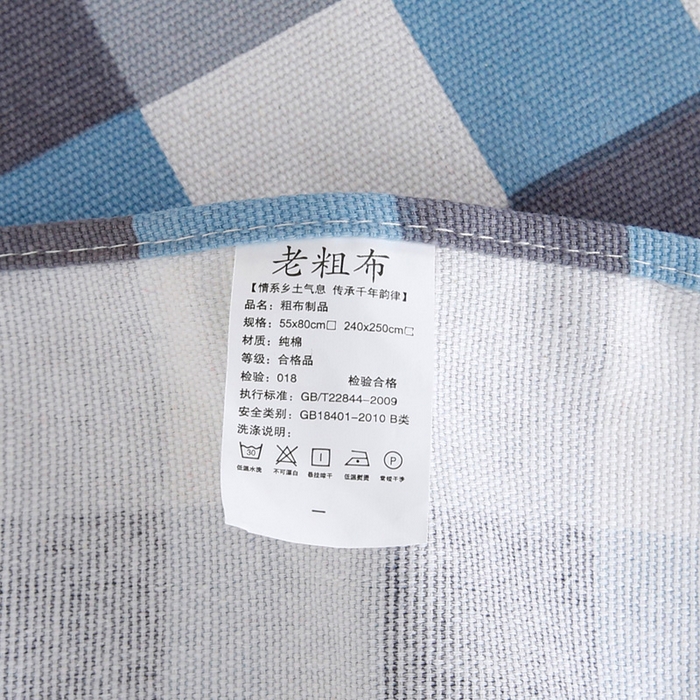 老粗布
【情系乡土气息 传承千年韵律】
品名：粗布制品
规格：55x80cm□ 240x250cm□
材质：纯棉
等级：合格品
检验：018 检验合格
执行标准：GB/T22844-2009
安全类别：GB18401-2010 B类
洗涤说明：
30 P
低温水洗 不可漂白 悬挂晾干 低温熨烫 常规干洗